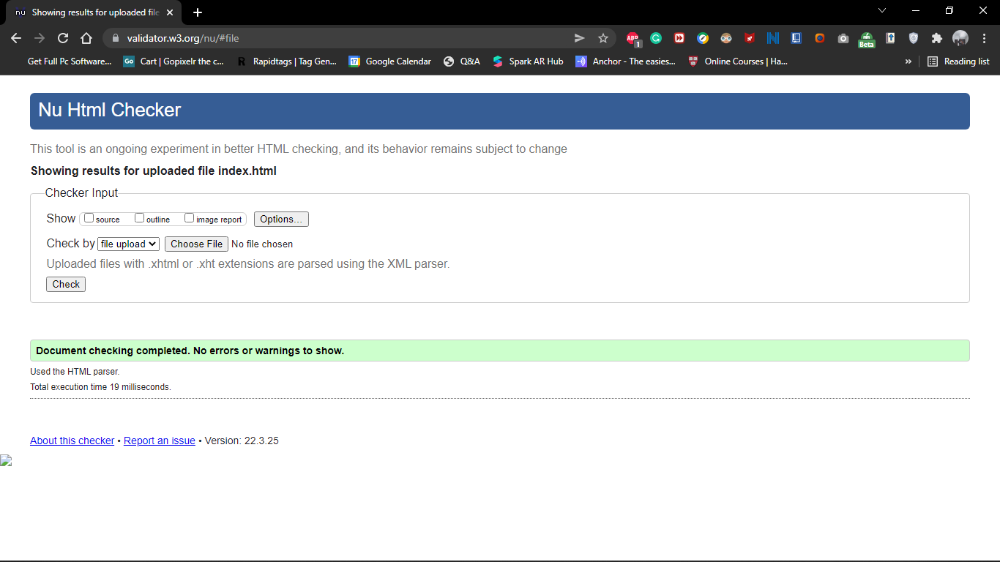 nu Showing results for uploaded file
validator.w3.org/nu/#file
ABP 1 Beta
Get Full Pc Software... Go Cart | Gopixelr the c... R Rapidtags | Tag Gen... 17 Google Calendar Q&A Spark AR Hub Anchor - The easies... Online Courses | Ha... » Reading list
Nu Html Checker
This tool is an ongoing experiment in better HTML checking, and its behavior remains subject to change
Showing results for uploaded file index.html
Checker Input
Show source outline image report Options...
Check by file upload Choose File No file chosen
Uploaded files with .xhtml or .xht extensions are parsed using the XML parser.
Check
Document checking completed. No errors or warnings to show.
Used the HTML parser.
Total execution time 19 milliseconds.
About this checker • Report an issue • Version: 22.3.25